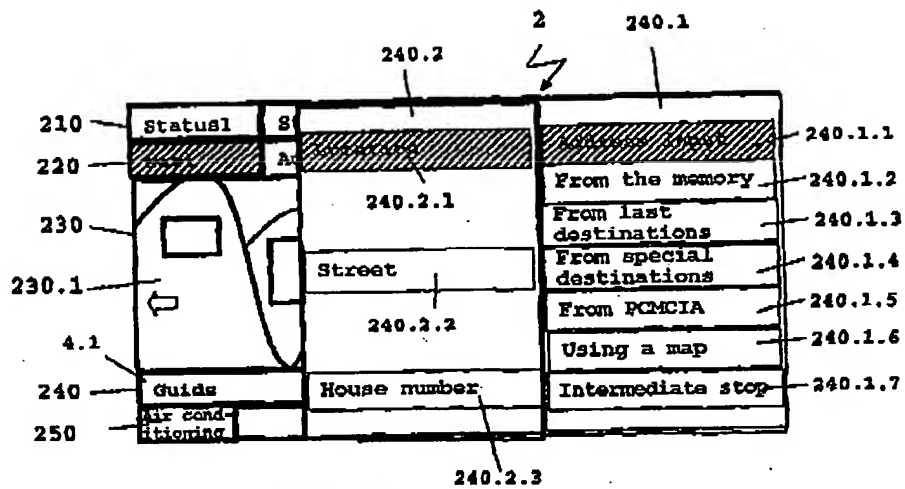 2
240.1
240.2
210
Status1
S
240.1.1
Address input
220
A
From the memory
240.1.2
240.2.1
From last
destinations
240.1.3
230
Street
From special
destinations
240.1.4
230.1
240.2.2
From PCMCIA
240.1.5
4.1
Using a map
240.1.6
240
Guids
House number
Intermediate stop
240.1.7
250
Air cond-
itioning
240.2.3